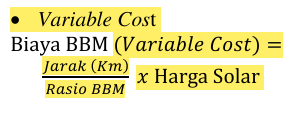 • Variable Cost
Biaya BBM (Variable Cost) =
Jarak (Km)
Rasio BBM
x Harga Solar